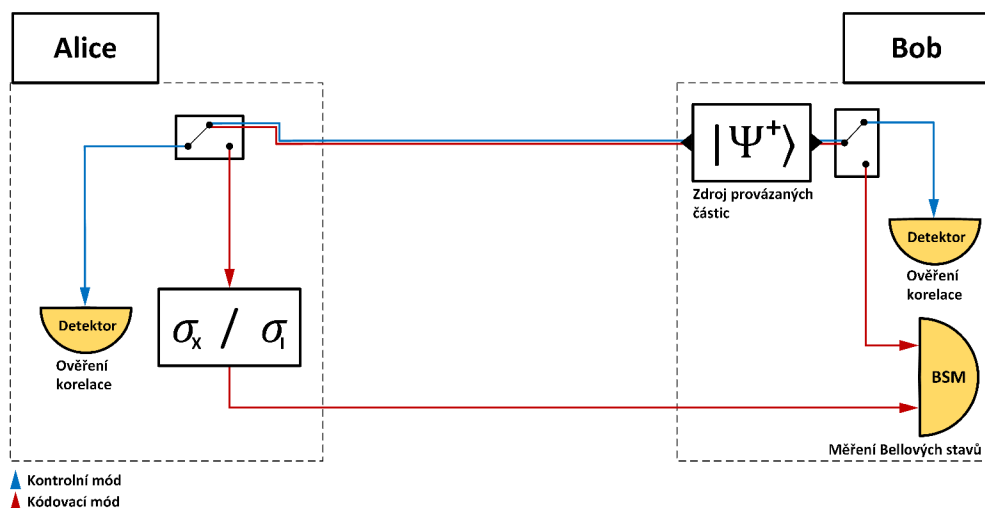 Alice
Bob
|Ψ⁺⟩
Zdroj provázaných
částic
Detektor
Ověření
korelace
Detektor
Ověření
korelace
σx / σI
BSM
Měření Bellových stavů
Kontrolní mód
Kódovací mód